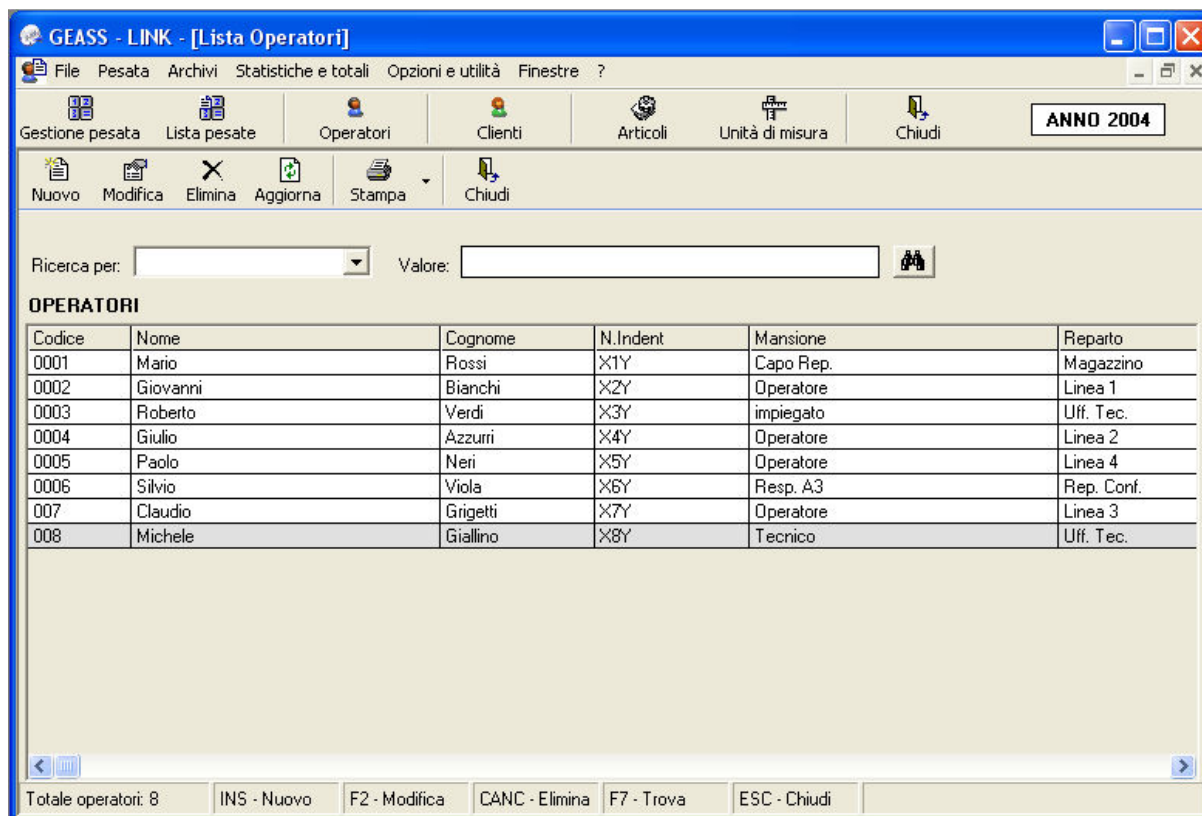 GEASS - LINK - [Lista Operatori]
File Pesata Archivi Statistiche e totali Opzioni e utilità Finestre ?
Gestione pesata Lista pesate Operatori Clienti Articoli Unità di misura Chiudi ANNO 2004
Nuovo Modifica Elimina Aggiorna Stampa Chiudi
Ricerca per: Valore:
OPERATORI
Codice Nome Cognome N.Indent Mansione Reparto
0001 Mario Rossi X1Y Capo Rep. Magazzino
0002 Giovanni Bianchi X2Y Operatore Linea 1
0003 Roberto Verdi X3Y impiegato Uff. Tec.
0004 Giulio Azzurri X4Y Operatore Linea 2
0005 Paolo Neri X5Y Operatore Linea 4
0006 Silvio Viola X6Y Resp. A3 Rep. Conf.
007 Claudio Grigetti X7Y Operatore Linea 3
008 Michele Giallino X8Y Tecnico Uff. Tec.
Totale operatori: 8 INS - Nuovo F2 - Modifica CANC - Elimina F7 - Trova ESC - Chiudi